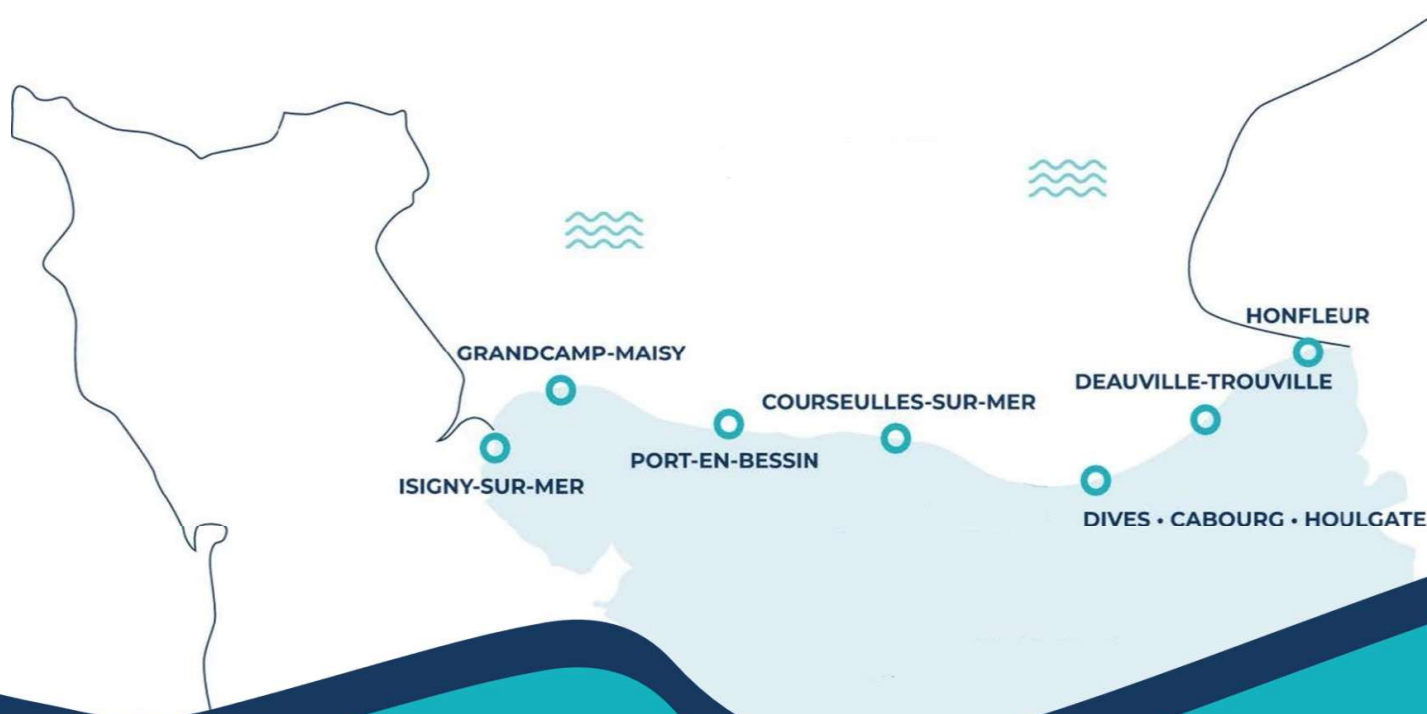 HONFLEUR
GRANDCAMP-MAISY
DEAUVILLE-TROUVILLE
COURSEULLES-SUR-MER
PORT-EN-BESSIN
ISIGNY-SUR-MER
DIVES • CABOURG • HOULGATE